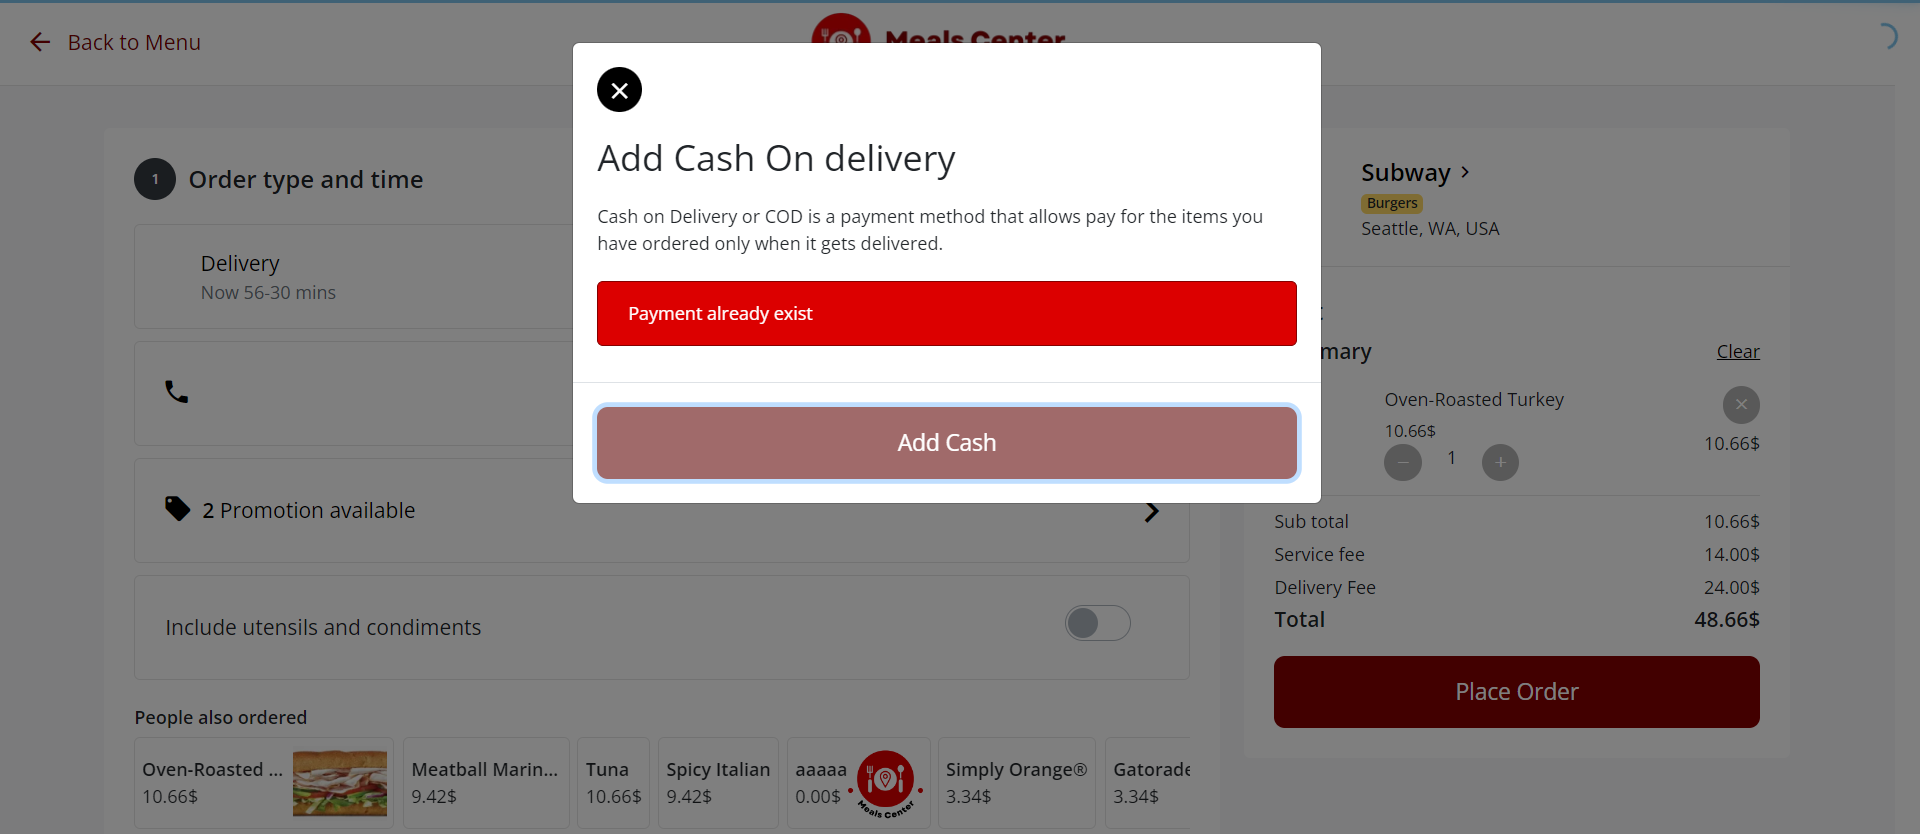 Back to Menu
Meals Center
Add Cash On delivery
Cash on Delivery or COD is a payment method that allows pay for the items you
have ordered only when it gets delivered.
Payment already exist
Add Cash
1 Order type and time
Delivery
Now 56-30 mins
2 Promotion available
Include utensils and condiments
People also ordered
Oven-Roasted ...
10.66$
Meatball Marin...
9.42$
Tuna
10.66$
Spicy Italian
9.42$
aaaaa
0.00$
Meals Center
Simply Orange®
3.34$
Gatorade
3.34$
Subway
Burgers
Seattle, WA, USA
mary
Clear
Oven-Roasted Turkey
10.66$
1
10.66$
Sub total 10.66$
Service fee 14.00$
Delivery Fee 24.00$
Total 48.66$
Place Order